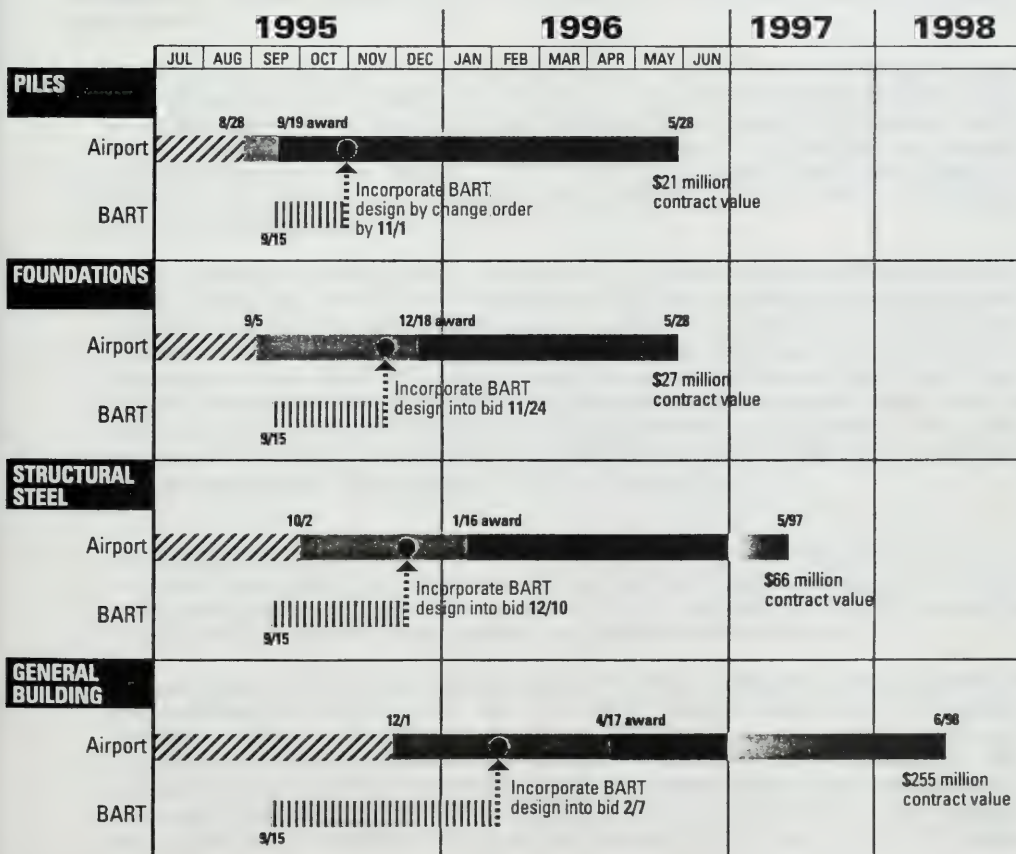 1995 1996 1997 1998
JUL AUG SEP OCT NOV DEC JAN FEB MAR APR MAY JUN
PILES
8/28 9/19 award 5/28
Airport
$21 million
contract value
Incorporate BART
design by change order
by 11/1
BART
9/15
FOUNDATIONS
9/5 12/18 award 5/28
Airport
$27 million
contract value
Incorporate BART
design into bid 11/24
BART
9/15
STRUCTURAL
STEEL
10/2 1/16 award 5/97
Airport
$66 million
contract value
Incorporate BART
design into bid 12/10
BART
9/15
GENERAL
BUILDING
12/1 4/17 award 6/98
Airport
$255 million
contract value
Incorporate BART
design into bid 2/7
BART
9/15